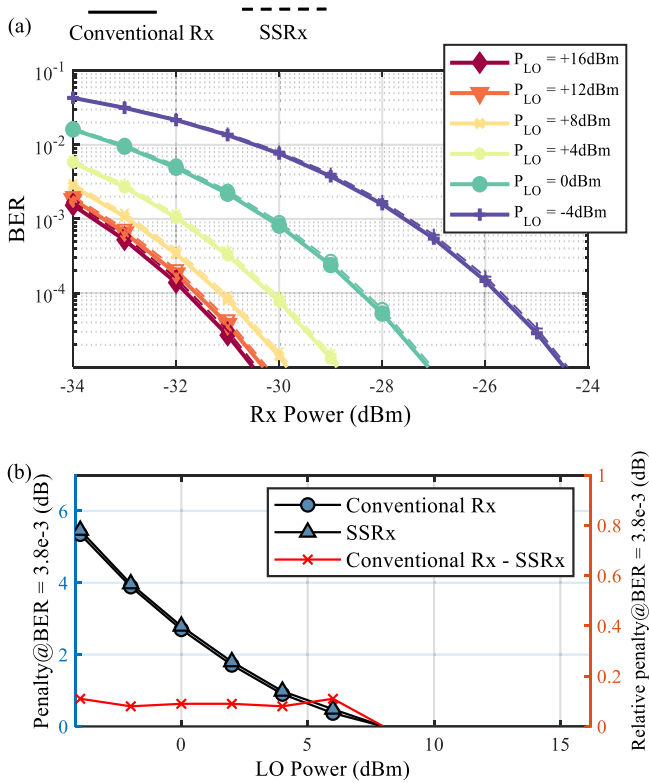 (a)
Conventional Rx
SSRx
P_LO = +16dBm
P_LO = +12dBm
P_LO = +8dBm
P_LO = +4dBm
P_LO = 0dBm
P_LO = -4dBm
BER
10^-1
10^-2
10^-3
10^-4
-34
-32
-30
-28
-26
-24
Rx Power (dBm)
(b)
Penalty@BER = 3.8e-3 (dB)
6
4
2
0
Conventional Rx
SSRx
Conventional Rx - SSRx
1
0.8
0.6
0.4
0.2
0
Relative penalty@BER = 3.8e-3 (dB)
0
5
10
15
LO Power (dBm)